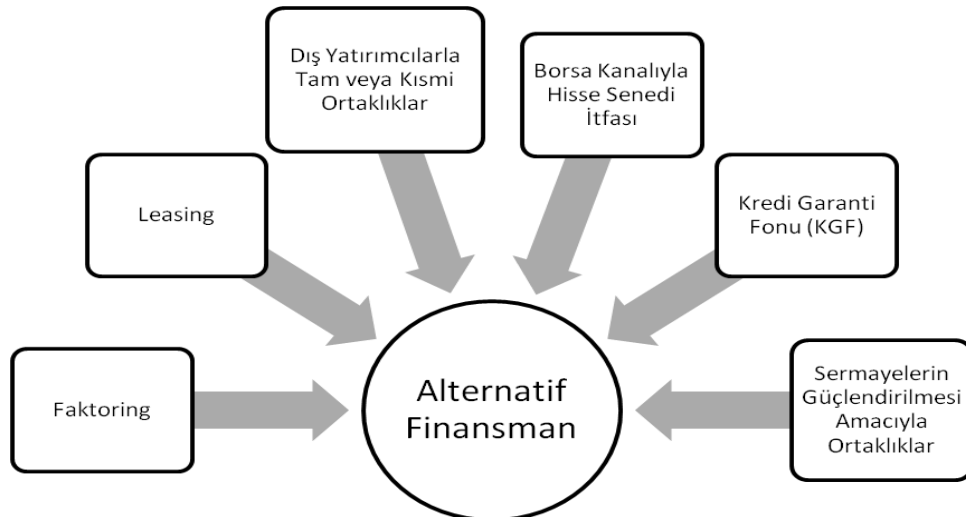 Dış Yatırımcılarla
Tam veya Kısmi
Ortaklıklar
Borsa Kanalıyla
Hisse Senedi
İtfası
Leasing
Kredi Garanti
Fonu (KGF)
Faktoring
Alternatif
Finansman
Sermayelerin
Güçlendirilmesi
Amacıyla
Ortaklıklar